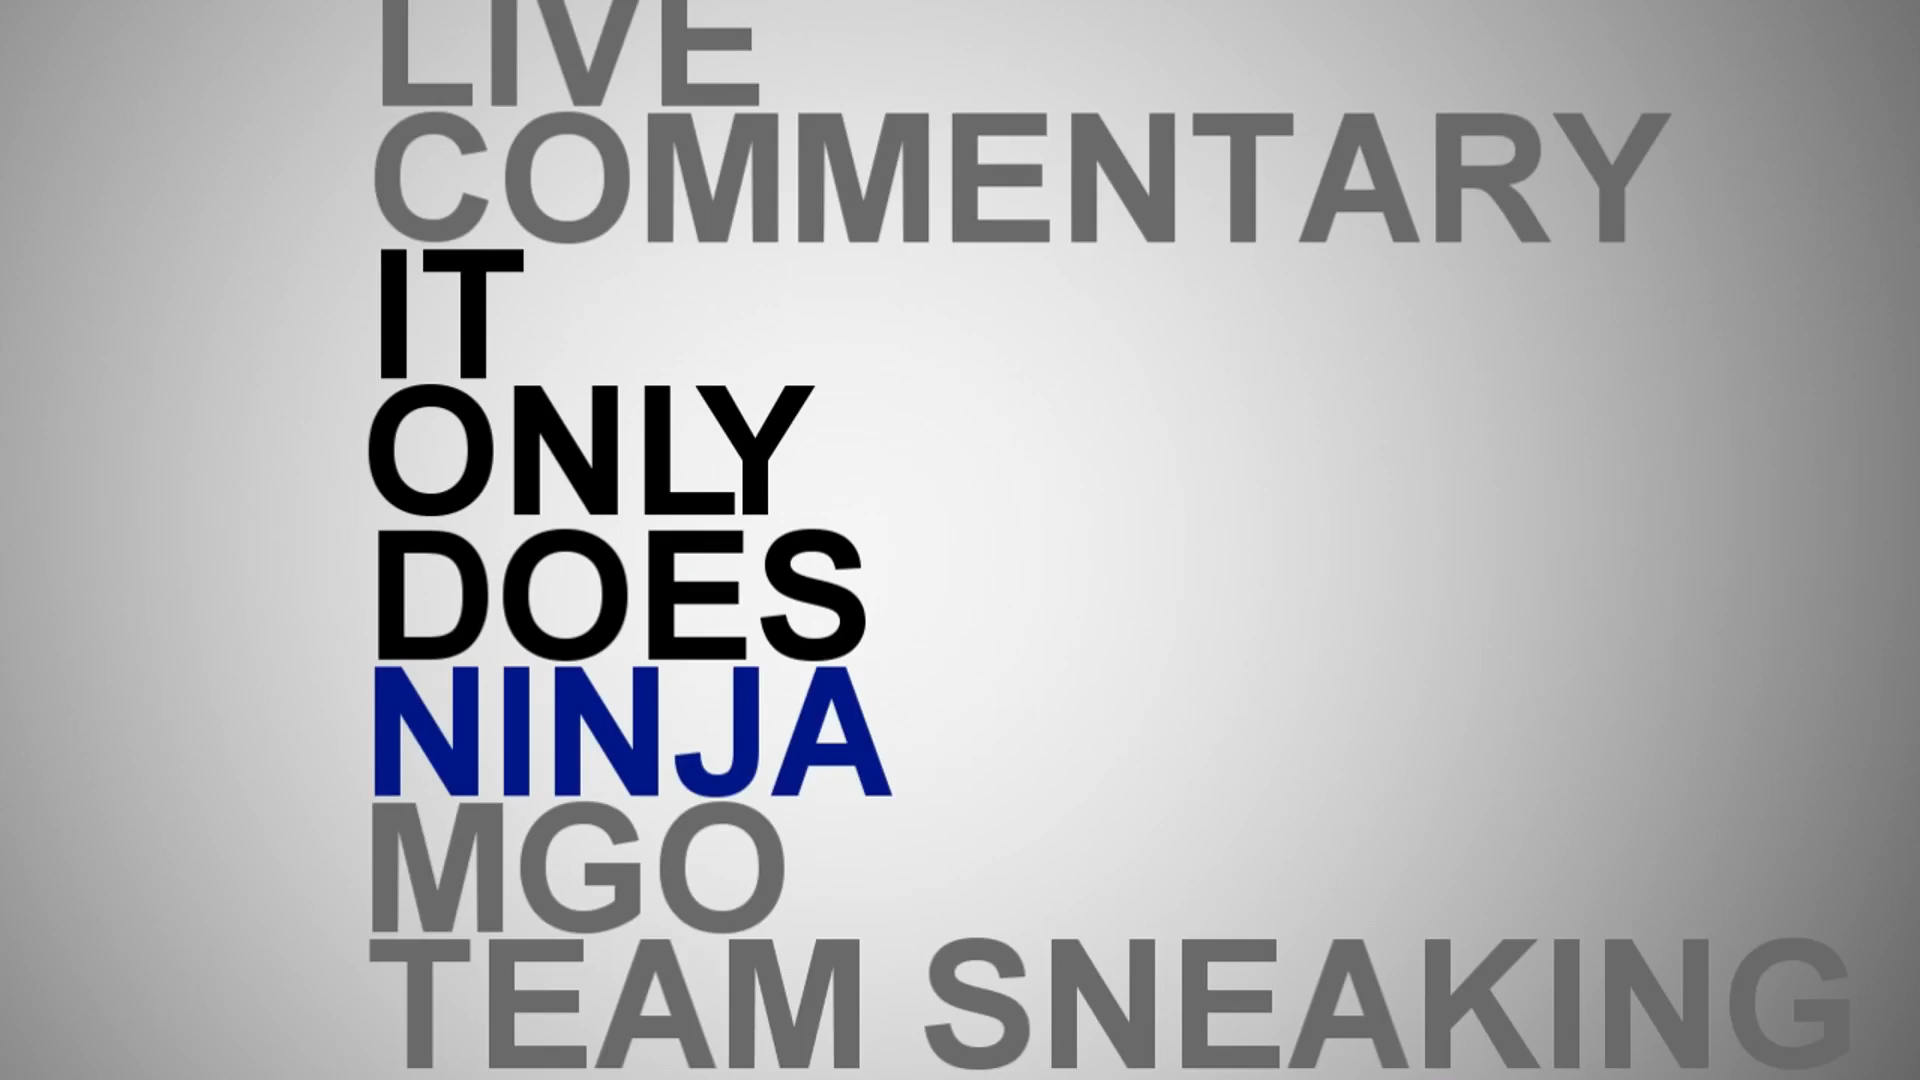 LIVE
COMMENTARY
IT
ONLY
DOES
NINJA
MGO
TEAM SNEAKING